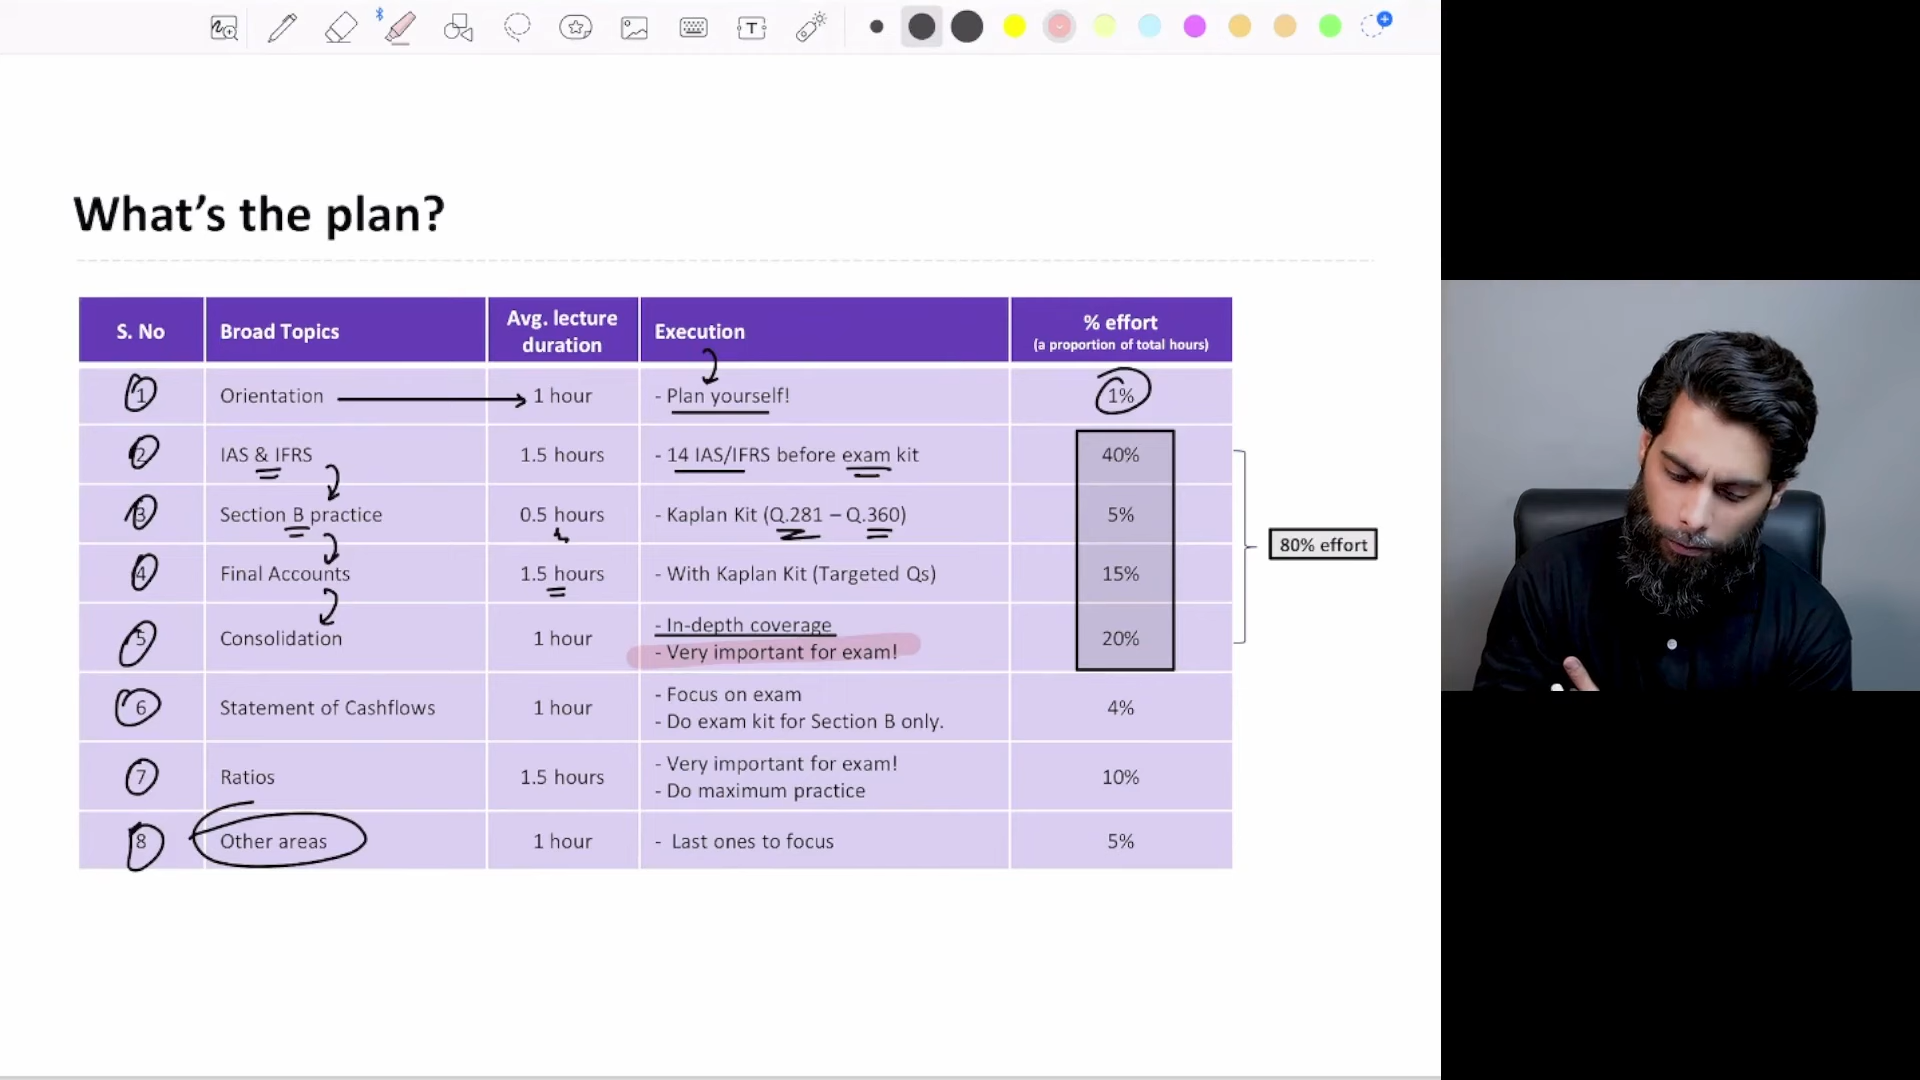 What's the plan?
S. No
Broad Topics
Avg. lecture
duration
Execution
% effort
(a proportion of total hours)
1
Orientation
1 hour
- Plan yourself!
1%
2
IAS & IFRS
1.5 hours
- 14 IAS/IFRS before exam kit
40%
3
Section B practice
0.5 hours
- Kaplan Kit (Q.281 – Q.360)
5%
4
Final Accounts
1.5 hours
- With Kaplan Kit (Targeted Qs)
15%
5
Consolidation
1 hour
- In-depth coverage
- Very important for exam!
20%
80% effort
6
Statement of Cashflows
1 hour
- Focus on exam
- Do exam kit for Section B only.
4%
7
Ratios
1.5 hours
- Very important for exam!
- Do maximum practice
10%
8
Other areas
1 hour
- Last ones to focus
5%